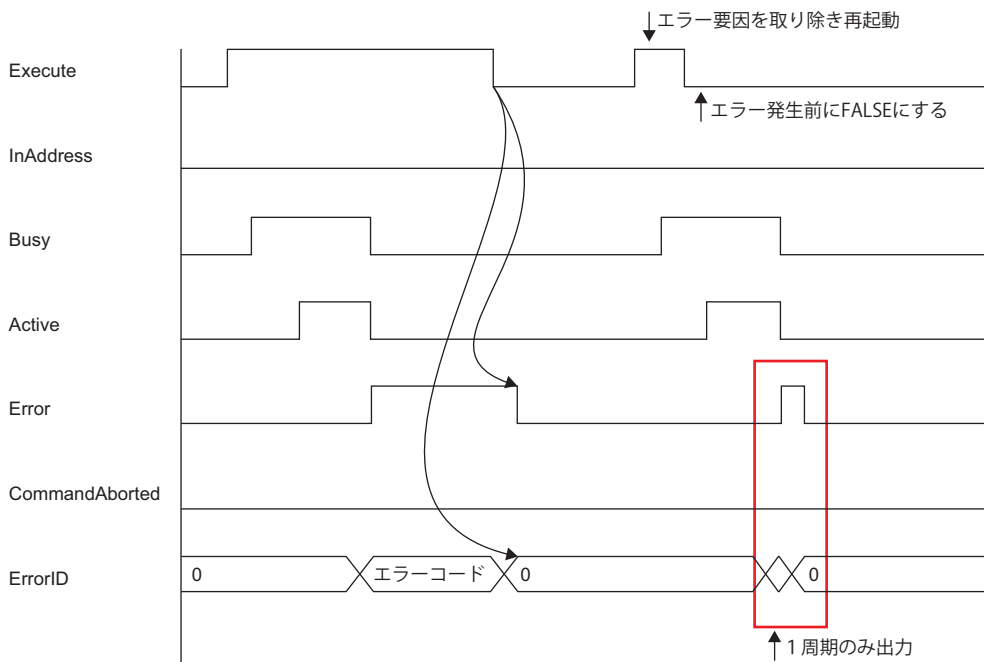 エラー要因を取り除き再起動
Execute
エラー発生前にFALSEにする
InAddress
Busy
Active
Error
CommandAborted
ErrorID
0
エラーコード
0
0
1周期のみ出力